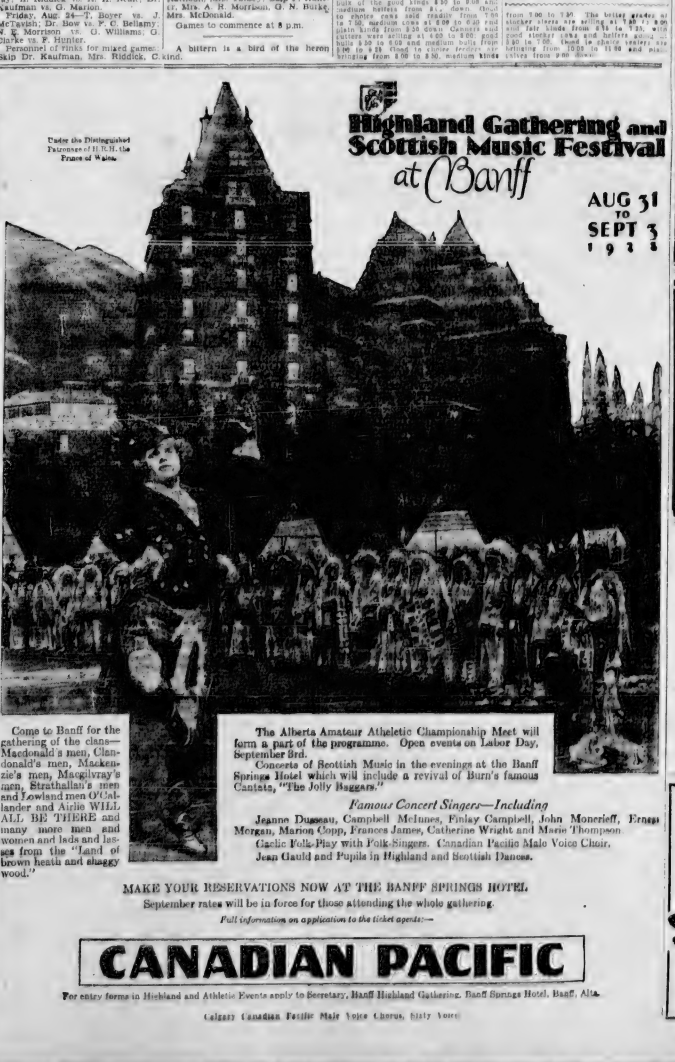 Kaufman vs. G. Marion.
Friday, Aug. 24—T. Boyer vs. J.
McTavish; Dr. Bow vs. F. C. Bellamy;
N. E. Morrison vs. G. Williams; G.
Clarke vs. F. Hunter.
Personnel of rinks for mixed game:
Skip Dr. Kaufman, Mrs. Riddick, C.
er, Mrs. A. R. Morrison, G. N. Burke,
Mrs. McDonald.
Games to commence at 8 p.m.
A bittern is a bird of the heron
kind.
Under the Distinguished
Patronage of H.R.H. the
Prince of Wales.
Highland Gathering and
Scottish Music Festival
at Banff
AUG 31
TO
SEPT 3
1928
Come to Banff for the
gathering of the clans—
Macdonald's men, Clan-
donald's men, Macken-
zie's men, Macgilvray's
men, Strathallan's men
and Lowland men O'Cal-
lander and Airlie WILL
ALL BE THERE and
many more men and
women and lads and las-
ses from the "Land of
brown heath and shaggy
wood."
The Alberta Amateur Atheletic Championship Meet will
form a part of the programme. Open events on Labor Day,
September 3rd.
Concerts of Scottish Music in the evenings at the Banff
Springs Hotel which will include a revival of Burn's famous
Cantata, "The Jolly Baggars."
Famous Concert Singers—Including
Jeanne Dusseau, Campbell McInnes, Finlay Campbell, John Moncrieff, Ernest
Morgan, Marion Copp, Frances James, Catherine Wright and Marie Thompson
Gaelic Folk-Play with Folk-Singers. Canadian Pacific Male Voice Choir.
Jean Gauld and Pupils in Highland and Scottish Dances.
MAKE YOUR RESERVATIONS NOW AT THE BANFF SPRINGS HOTEL
September rates will be in force for those attending the whole gathering.
Full information on application to the ticket agents:—
CANADIAN PACIFIC
For entry forms in Highland and Athletic Events apply to Secretary, Banff Highland Gathering, Banff Springs Hotel, Banff, Alta.
Calgary Canadian Pacific Male Voice Chorus, Sixty Voices